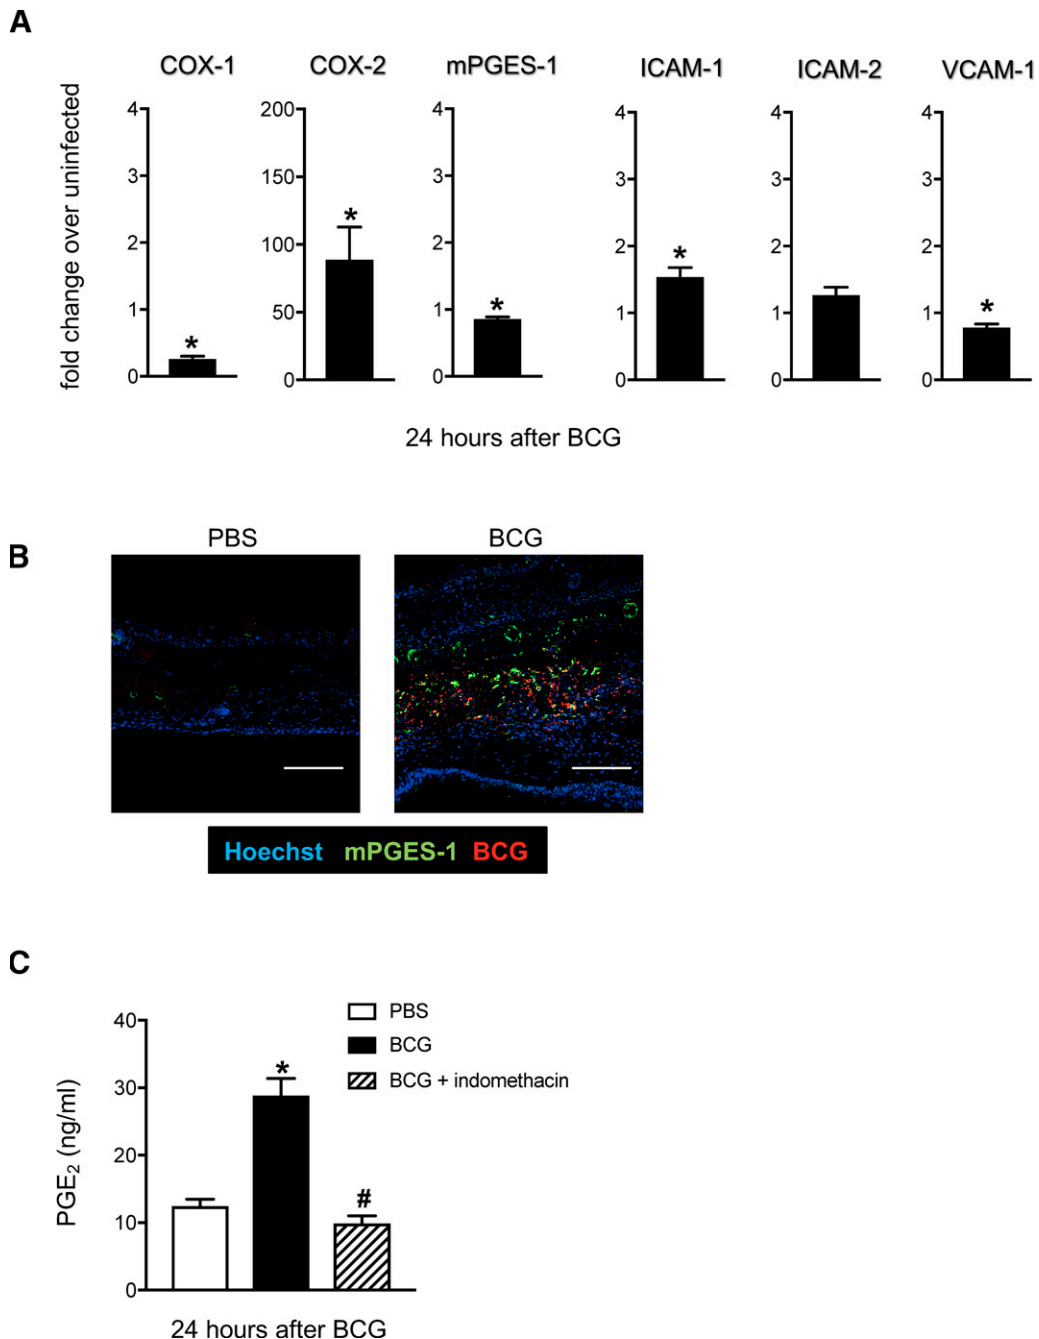 A
COX-1 COX-2 mPGES-1 ICAM-1 ICAM-2 VCAM-1
fold change over uninfected
4 200 4 4 4 4
3 150 3 3 3 3
2 100 2 2 2 2
1 50 1 1 1 1
0 0 0 0 0 0
* * * * *
24 hours after BCG
B
PBS BCG
Hoechst mPGES-1 BCG
C
PBS
BCG
BCG + indomethacin
PGE₂ (ng/ml)
40
30
20
10
0
* #
24 hours after BCG